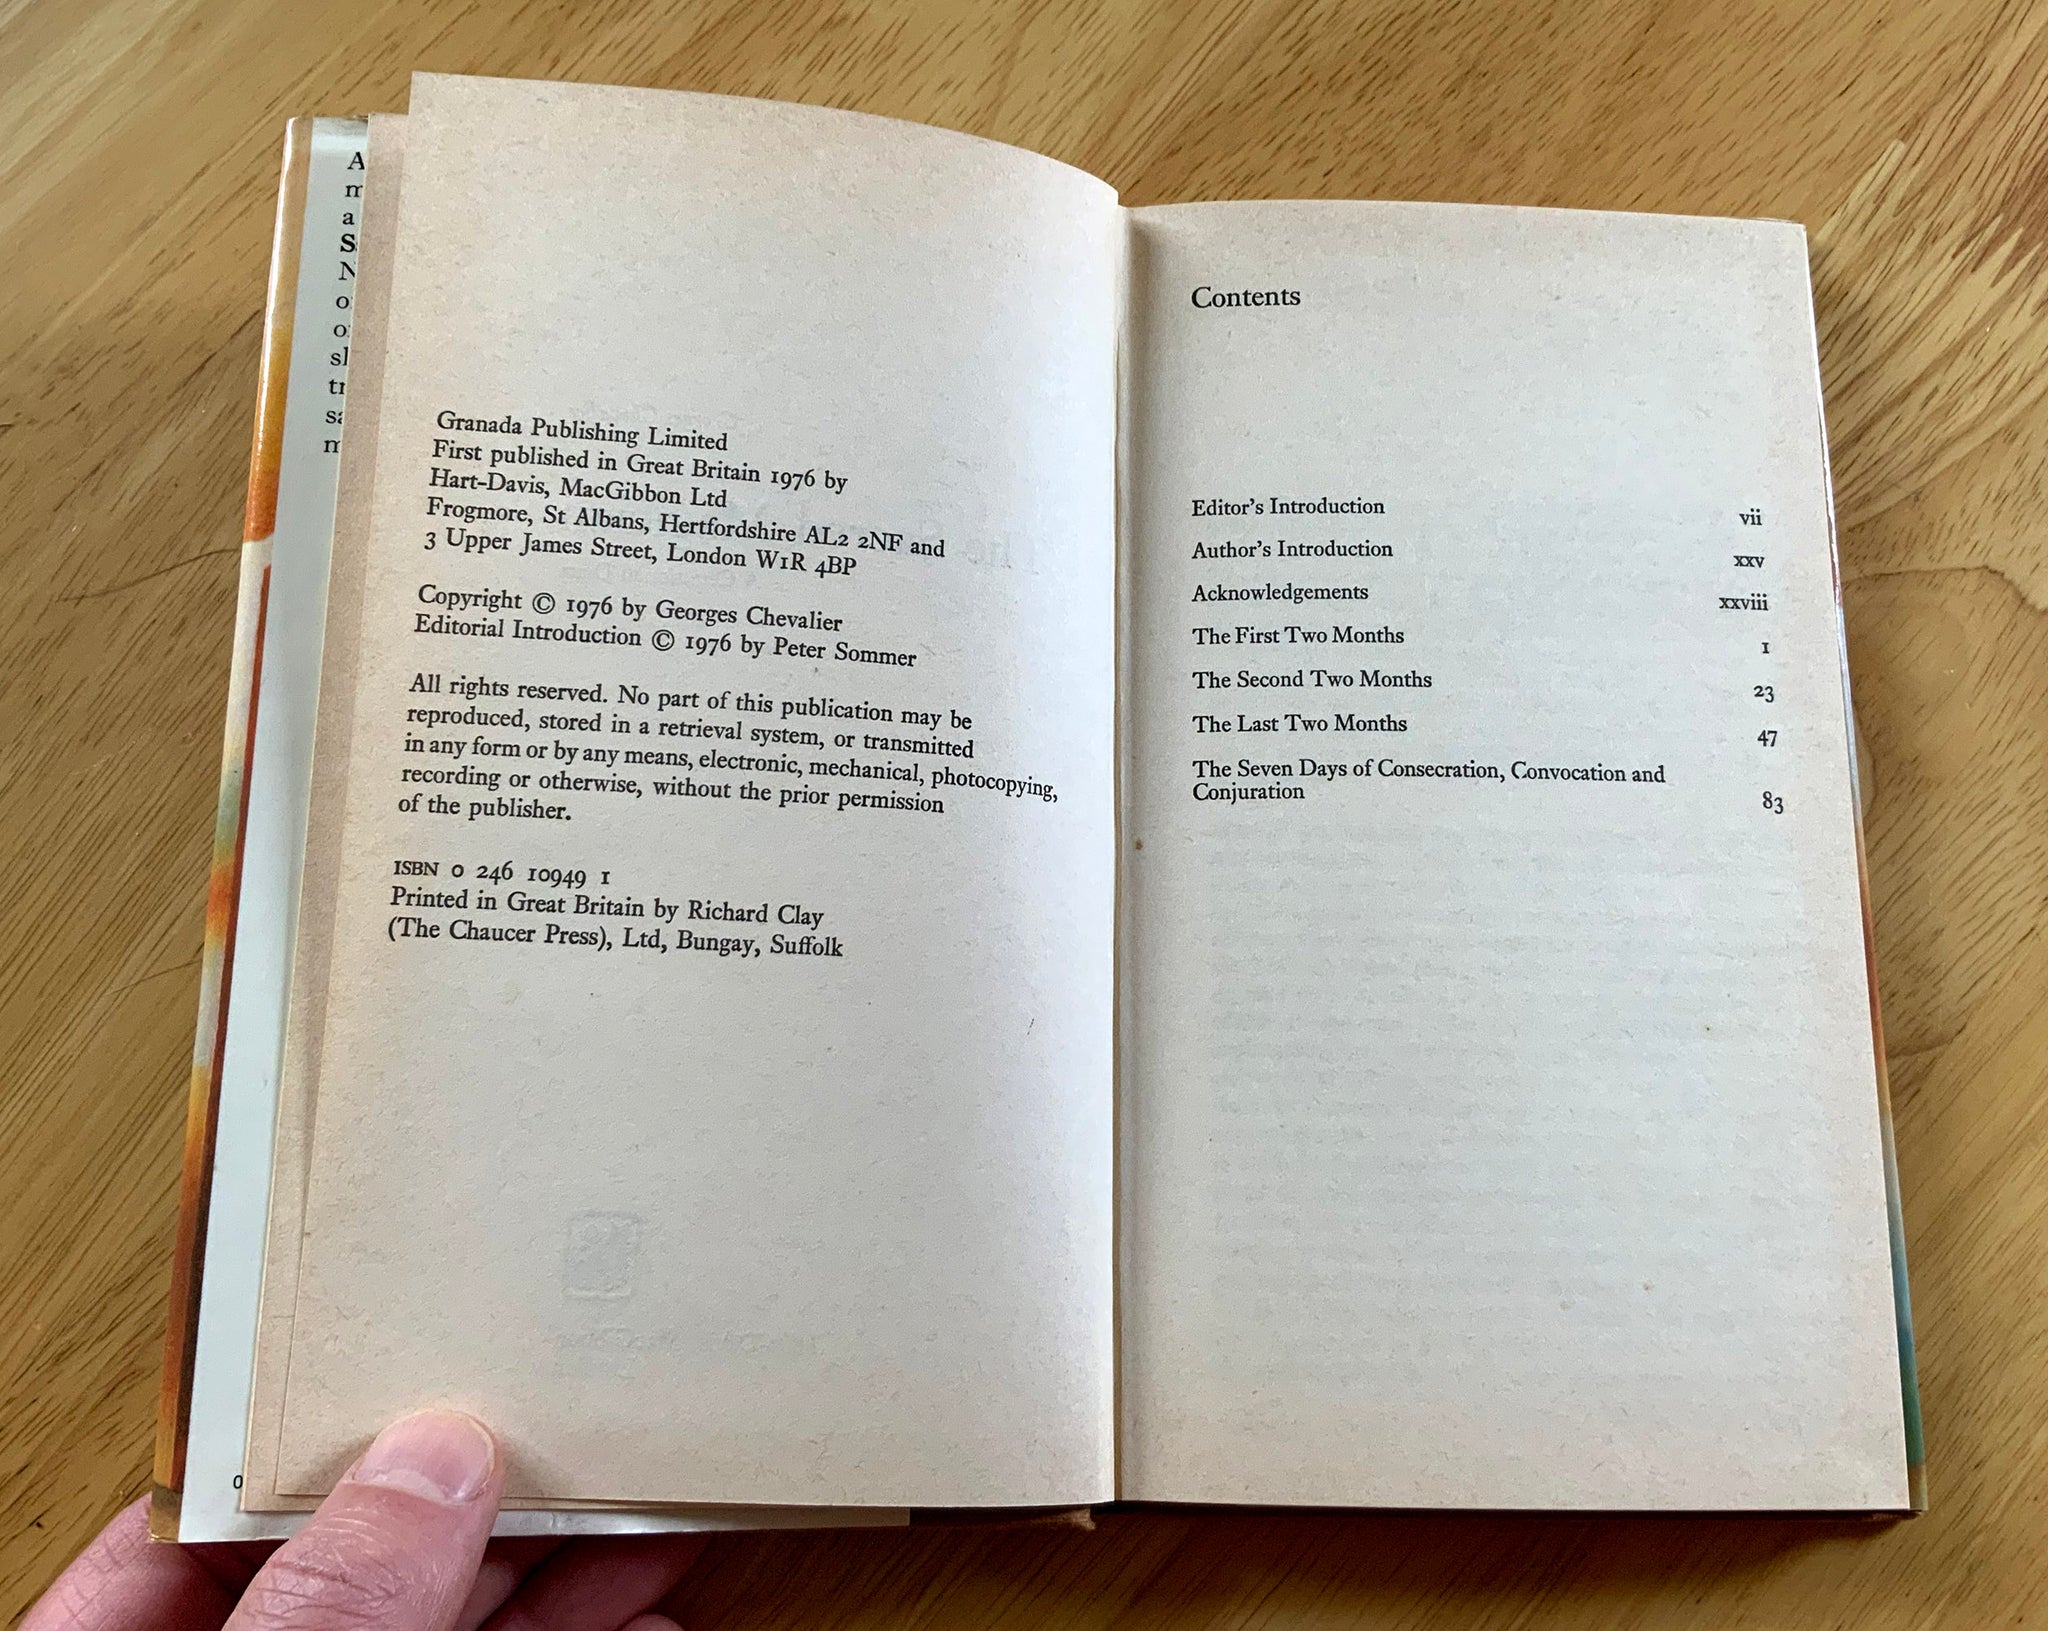 A
m
a
S
N
o
o
sl
tr
sa
m
0
Granada Publishing Limited
First published in Great Britain 1976 by
Hart-Davis, MacGibbon Ltd
Frogmore, St Albans, Hertfordshire AL2 2NF and
3 Upper James Street, London W1R 4BP
Copyright © 1976 by Georges Chevalier
Editorial Introduction © 1976 by Peter Sommer
All rights reserved. No part of this publication may be
reproduced, stored in a retrieval system, or transmitted
in any form or by any means, electronic, mechanical, photocopying,
recording or otherwise, without the prior permission
of the publisher.
ISBN 0 246 10949 1
Printed in Great Britain by Richard Clay
(The Chaucer Press), Ltd, Bungay, Suffolk
Contents
Editor's Introduction vii
Author's Introduction xxv
Acknowledgements xxviii
The First Two Months 1
The Second Two Months 23
The Last Two Months 47
The Seven Days of Consecration, Convocation and
Conjuration 83